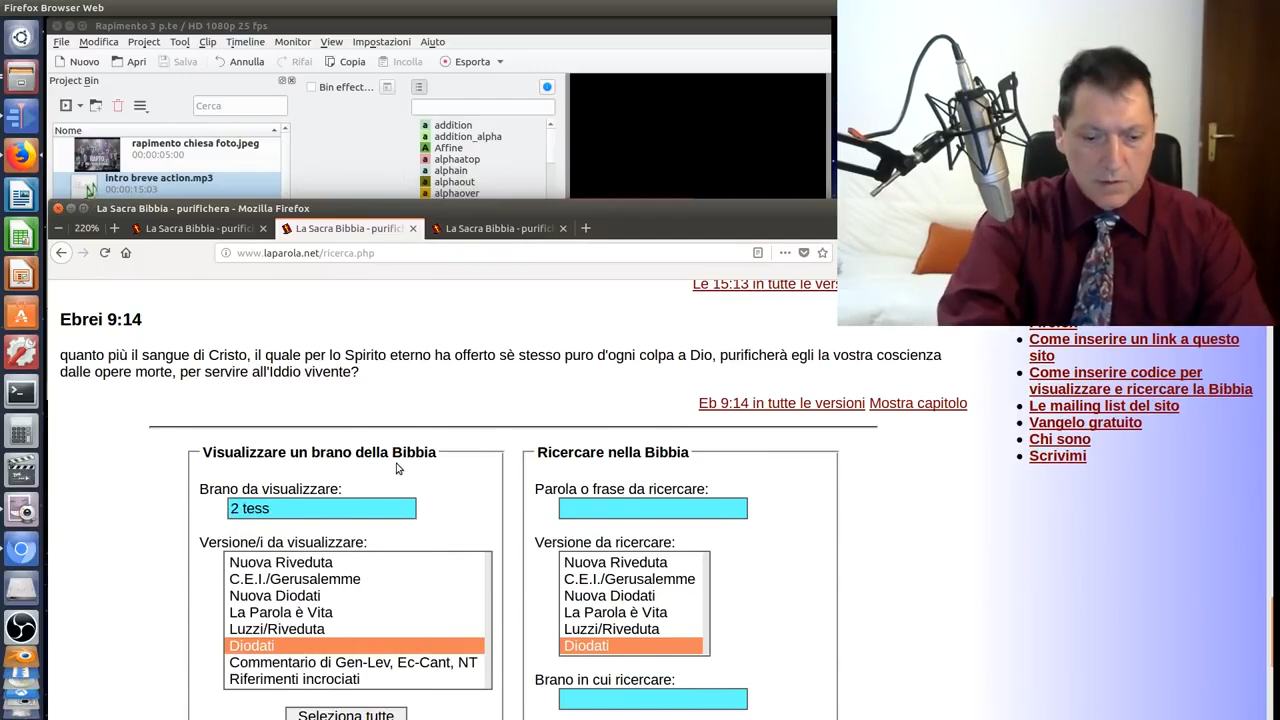 Firefox Browser Web
Rapimento 3 p.te / HD 1080p 25 fps
File Modifica Project Tool Clip Timeline Monitor View Impostazioni Aiuto
Nuovo Apri Salva Annulla Rifai Copia Incolla Esporta
Project Bin
Bin effect...
Cerca
Nome
rapimento chiesa foto.jpeg
00:00:05:00
intro breve action.mp3
00:00:15:03
addition
addition_alpha
Affine
alphaatop
alphain
alphaout
alphaover
La Sacra Bibbia - purifichera - Mozilla Firefox
220%
La Sacra Bibbia - purific
La Sacra Bibbia - purific
La Sacra Bibbia - purific
www.laparola.net/ricerca.php
Le 15:13 in tutte le vers
Ebrei 9:14
quanto più il sangue di Cristo, il quale per lo Spirito eterno ha offerto sè stesso puro d'ogni colpa a Dio, purificherà egli la vostra coscienza
dalle opere morte, per servire all'Iddio vivente?
Eb 9:14 in tutte le versioni Mostra capitolo
Come inserire un link a questo
sito
Come inserire codice per
visualizzare e ricercare la Bibbia
Le mailing list del sito
Vangelo gratuito
Chi sono
Scrivimi
Visualizzare un brano della Bibbia
Brano da visualizzare:
2 tess
Versione/i da visualizzare:
Nuova Riveduta
C.E.I./Gerusalemme
Nuova Diodati
La Parola è Vita
Luzzi/Riveduta
Diodati
Commentario di Gen-Lev, Ec-Cant, NT
Riferimenti incrociati
Seleziona tutte
Ricercare nella Bibbia
Parola o frase da ricercare:
Versione da ricercare:
Nuova Riveduta
C.E.I./Gerusalemme
Nuova Diodati
La Parola è Vita
Luzzi/Riveduta
Diodati
Brano in cui ricercare: